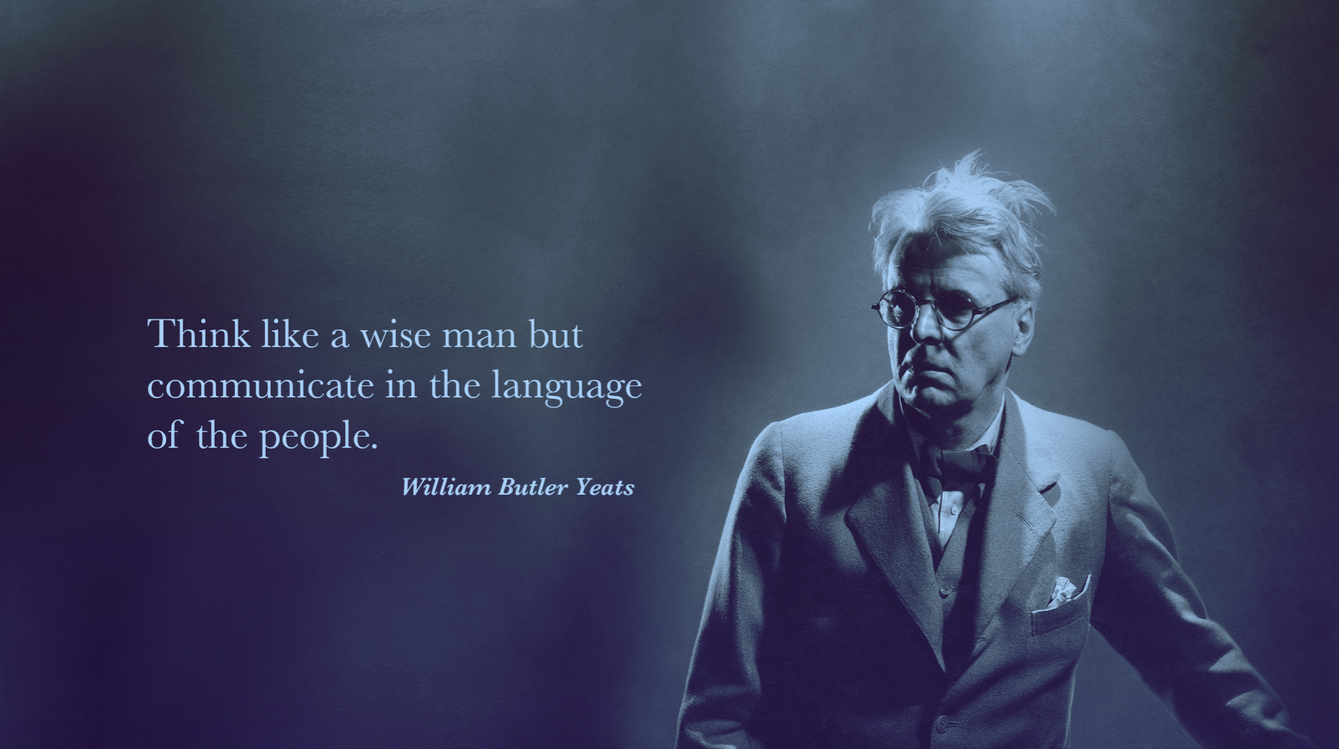 Think like a wise man but
communicate in the language
of the people.
William Butler Yeats